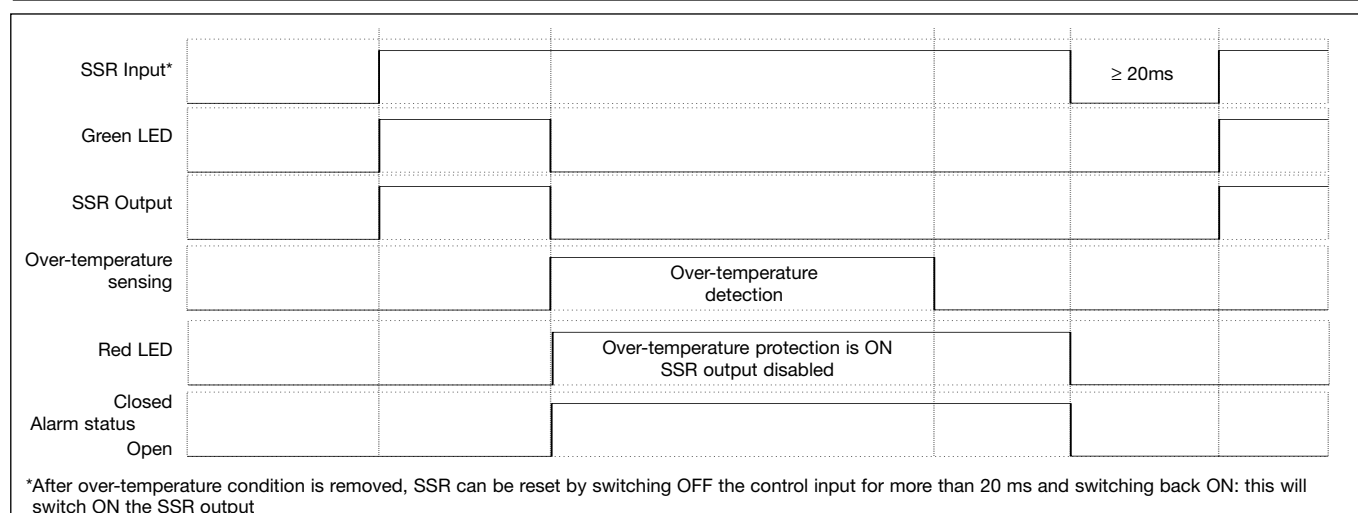 SSR Input*
≥ 20ms
Green LED
SSR Output
Over-temperature
sensing
Over-temperature
detection
Red LED
Over-temperature protection is ON
SSR output disabled
Closed
Alarm status
Open
*After over-temperature condition is removed, SSR can be reset by switching OFF the control input for more than 20 ms and switching back ON: this will
switch ON the SSR output